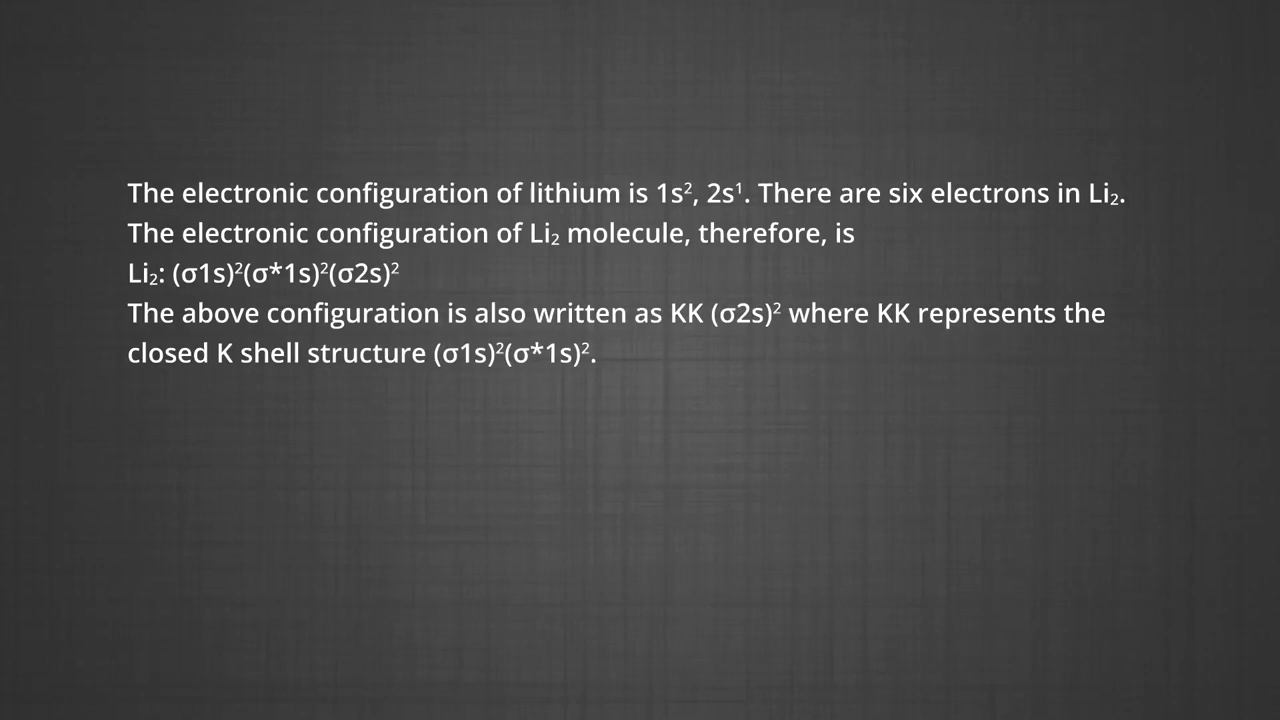 The electronic configuration of lithium is 1s², 2s¹. There are six electrons in Li₂.
The electronic configuration of Li₂ molecule, therefore, is
Li₂: (σ1s)²(σ*1s)²(σ2s)²
The above configuration is also written as KK (σ2s)² where KK represents the
closed K shell structure (σ1s)²(σ*1s)².